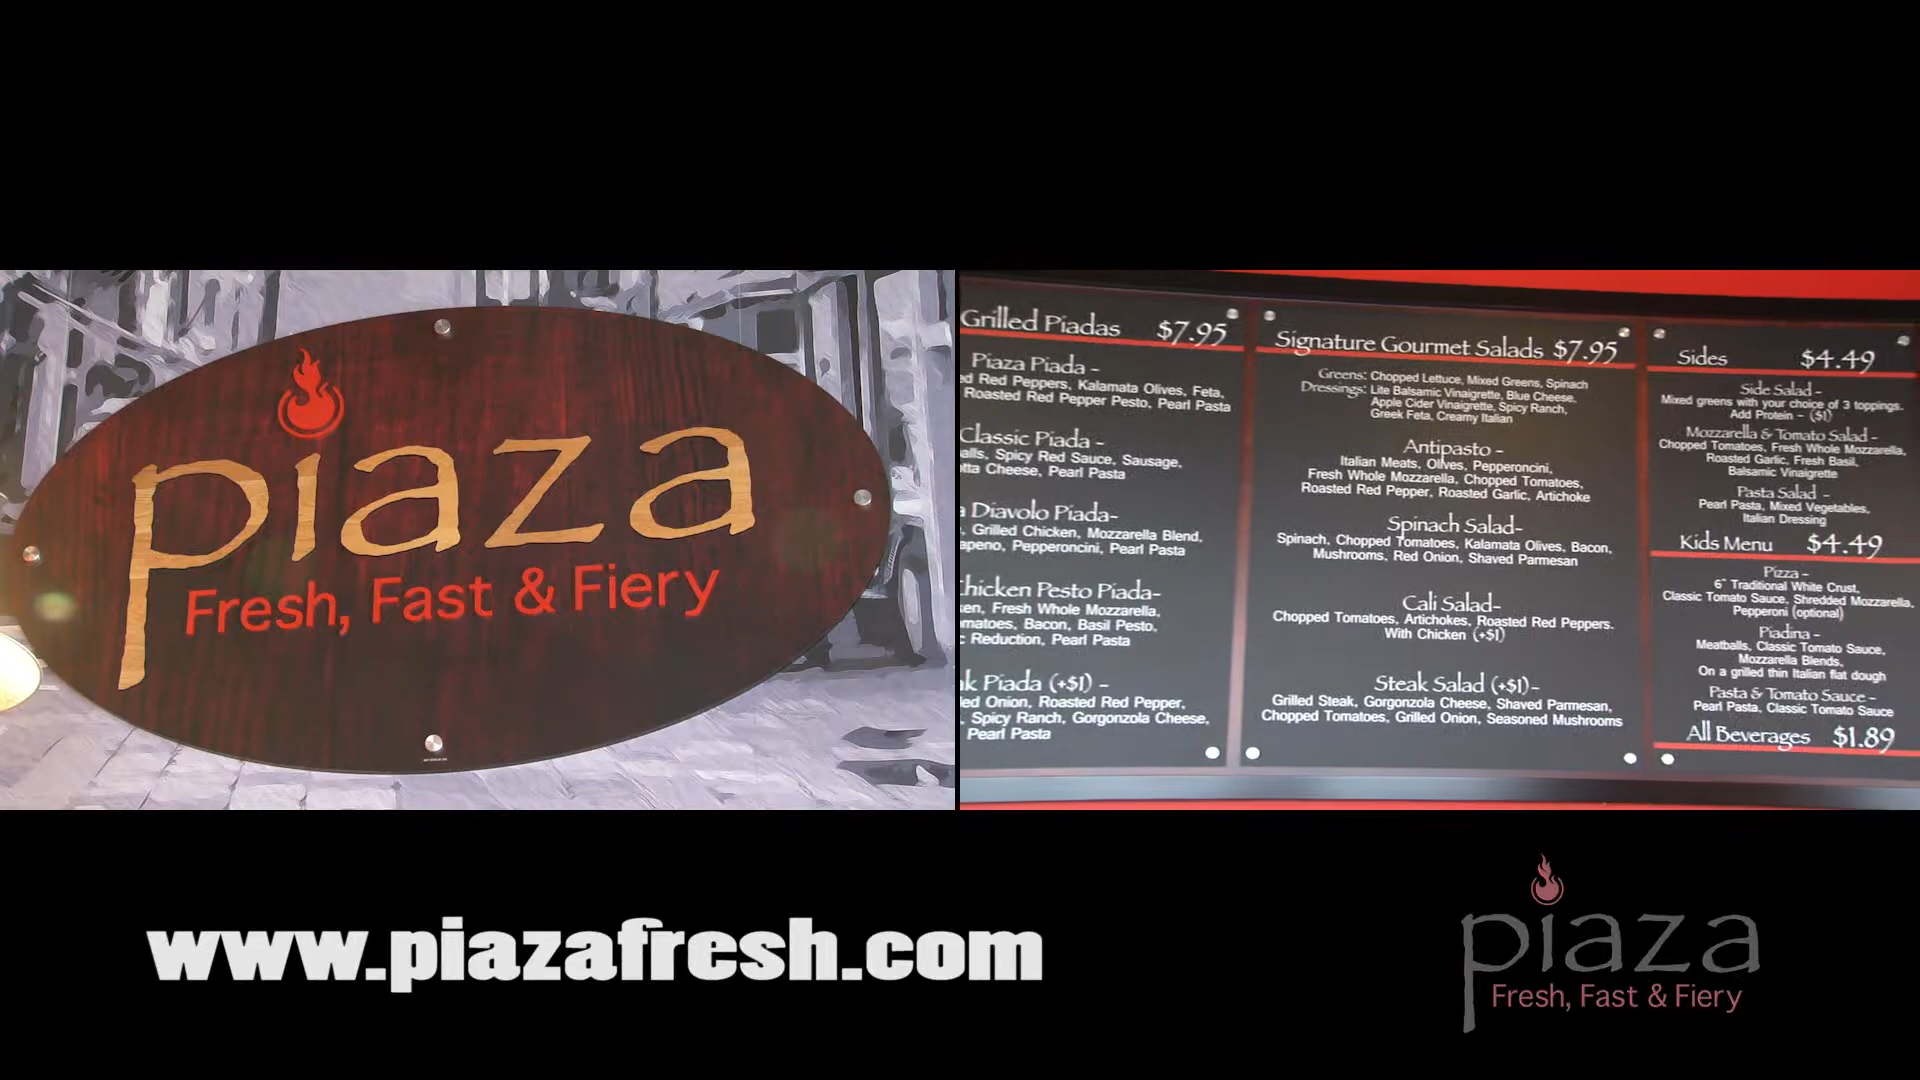 piaza
Fresh, Fast & Fiery
Grilled Piadas $7.95
Piaza Piada -
Red Peppers, Kalamata Olives, Feta,
Roasted Red Pepper Pesto, Pearl Pasta
Classic Piada -
Spicy Red Sauce, Sausage,
Cheese, Pearl Pasta
Diavolo Piada-
Grilled Chicken, Mozzarella Blend,
Pepperoncini, Pearl Pasta
Chicken Pesto Piada-
Fresh Whole Mozzarella,
Bacon, Basil Pesto,
Reduction, Pearl Pasta
Piada (+$1) -
Onion, Roasted Red Pepper,
Spicy Ranch, Gorgonzola Cheese,
Pearl Pasta
Signature Gourmet Salads $7.95
Greens: Chopped Lettuce, Mixed Greens, Spinach
Dressings: Lite Balsamic Vinaigrette, Blue Cheese,
Apple Cider Vinaigrette, Spicy Ranch,
Greek Feta, Creamy Italian
Antipasto -
Italian Meats, Olives, Pepperoncini,
Fresh Whole Mozzarella, Chopped Tomatoes,
Roasted Red Pepper, Roasted Garlic, Artichoke
Spinach Salad-
Spinach, Chopped Tomatoes, Kalamata Olives, Bacon,
Mushrooms, Red Onion, Shaved Parmesan
Cali Salad-
Chopped Tomatoes, Artichokes, Roasted Red Peppers.
With Chicken (+$1)
Steak Salad (+$1)-
Grilled Steak, Gorgonzola Cheese, Shaved Parmesan,
Chopped Tomatoes, Grilled Onion, Seasoned Mushrooms
Sides $4.49
Side Salad -
Mixed greens with your choice of 3 toppings.
Add Protein - ($1)
Mozzarella & Tomato Salad -
Chopped Tomatoes, Fresh Whole Mozzarella,
Roasted Garlic, Fresh Basil,
Balsamic Vinaigrette
Pasta Salad -
Pearl Pasta, Mixed Vegetables,
Italian Dressing
Kids Menu $4.49
Pizza -
6" Traditional White Crust,
Classic Tomato Sauce, Shredded Mozzarella,
Pepperoni (optional)
Piadina -
Meatballs, Classic Tomato Sauce,
Mozzarella Blends,
On a grilled thin Italian flat dough
Pasta & Tomato Sauce -
Pearl Pasta, Classic Tomato Sauce
All Beverages $1.89
www.piazafresh.com
piaza
Fresh, Fast & Fiery